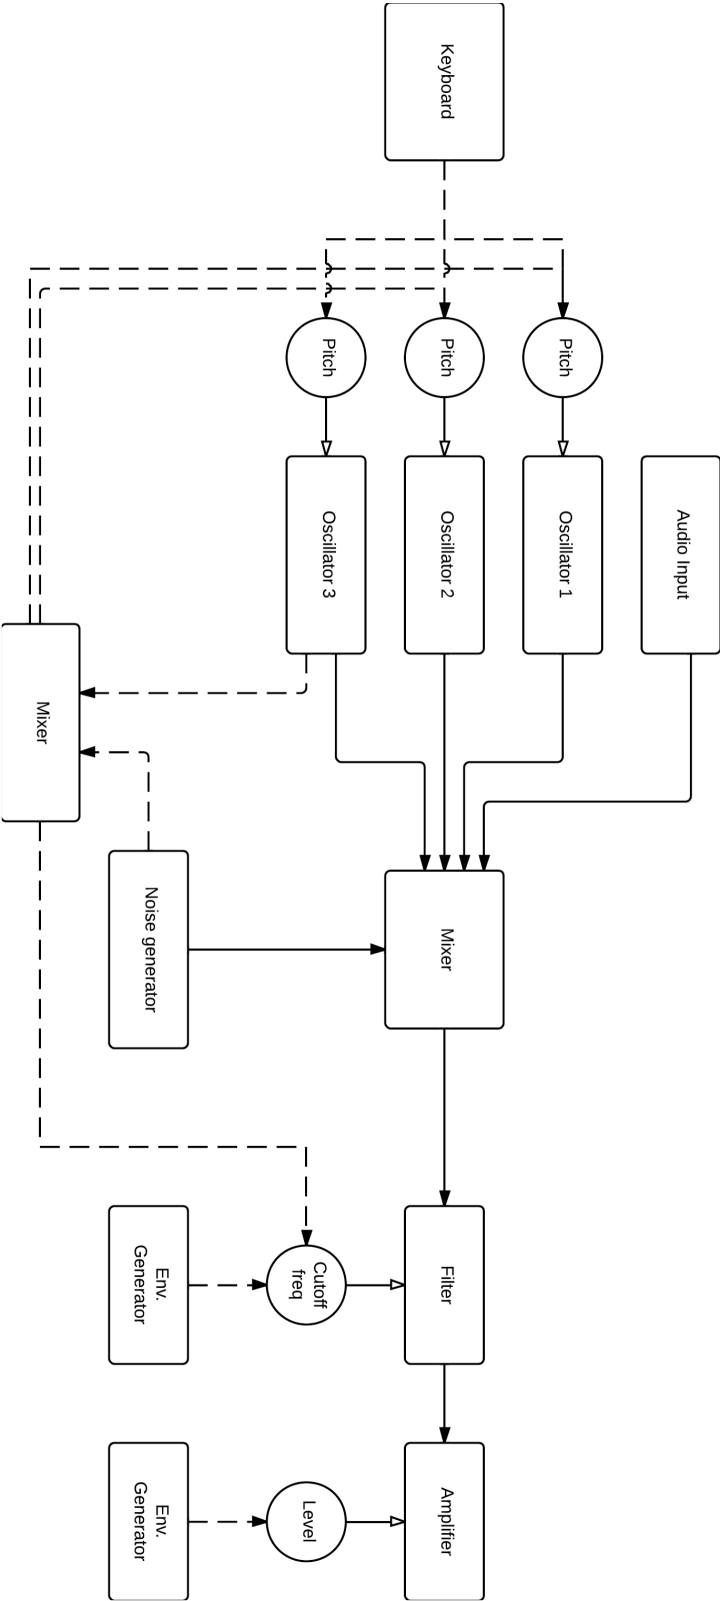 Keyboard
Pitch
Pitch
Pitch
Audio Input
Oscillator 1
Oscillator 2
Oscillator 3
Mixer
Mixer
Noise generator
Filter
Cutoff
freq
Env.
Generator
Amplifier
Level
Env.
Generator